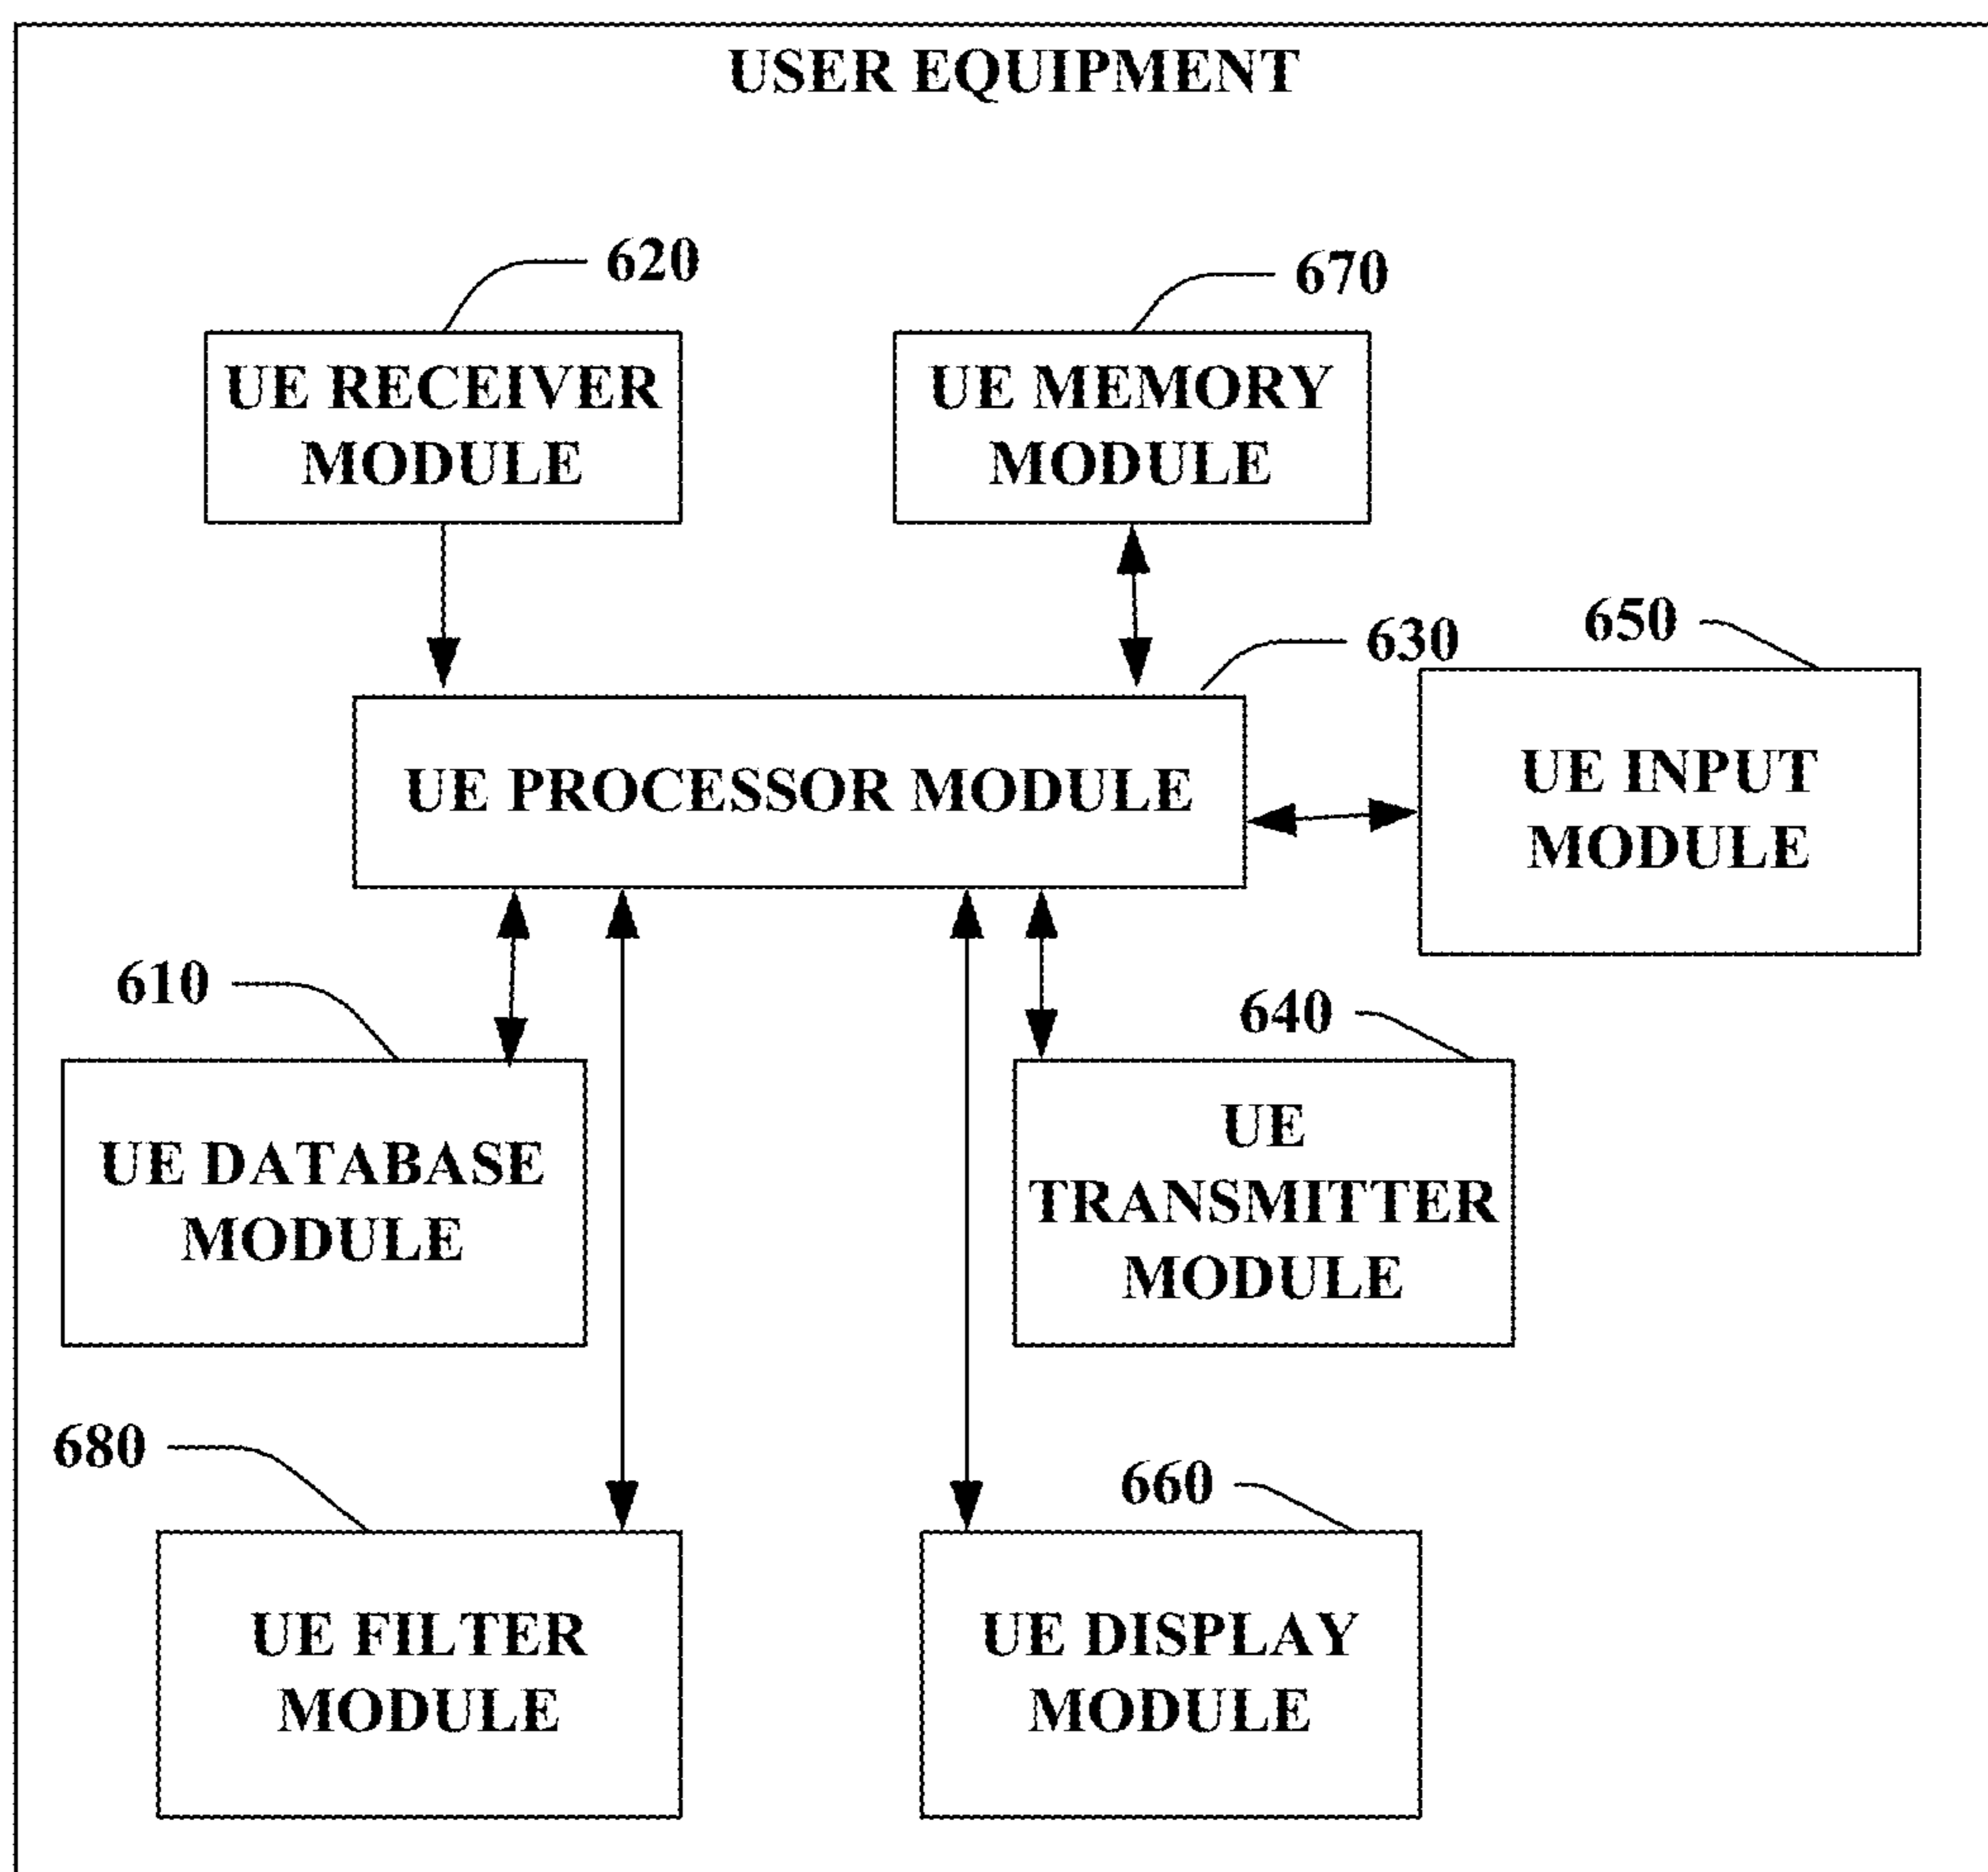 USER EQUIPMENT
620
670
UE RECEIVER
MODULE
UE MEMORY
MODULE
630
650
UE PROCESSOR MODULE
UE INPUT
MODULE
610
640
UE DATABASE
MODULE
UE
TRANSMITTER
MODULE
680
660
UE FILTER
MODULE
UE DISPLAY
MODULE